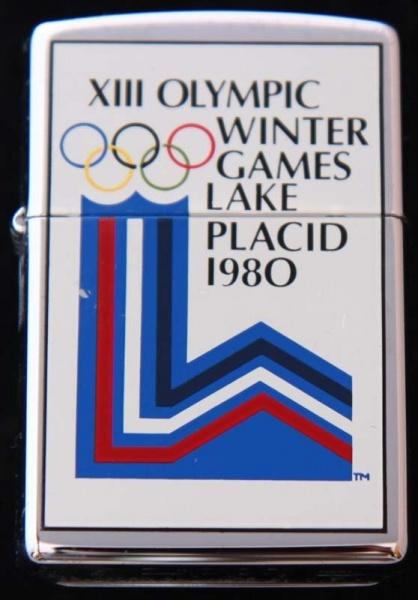 XIII OLYMPIC
WINTER
GAMES
LAKE
PLACID
1980
TM